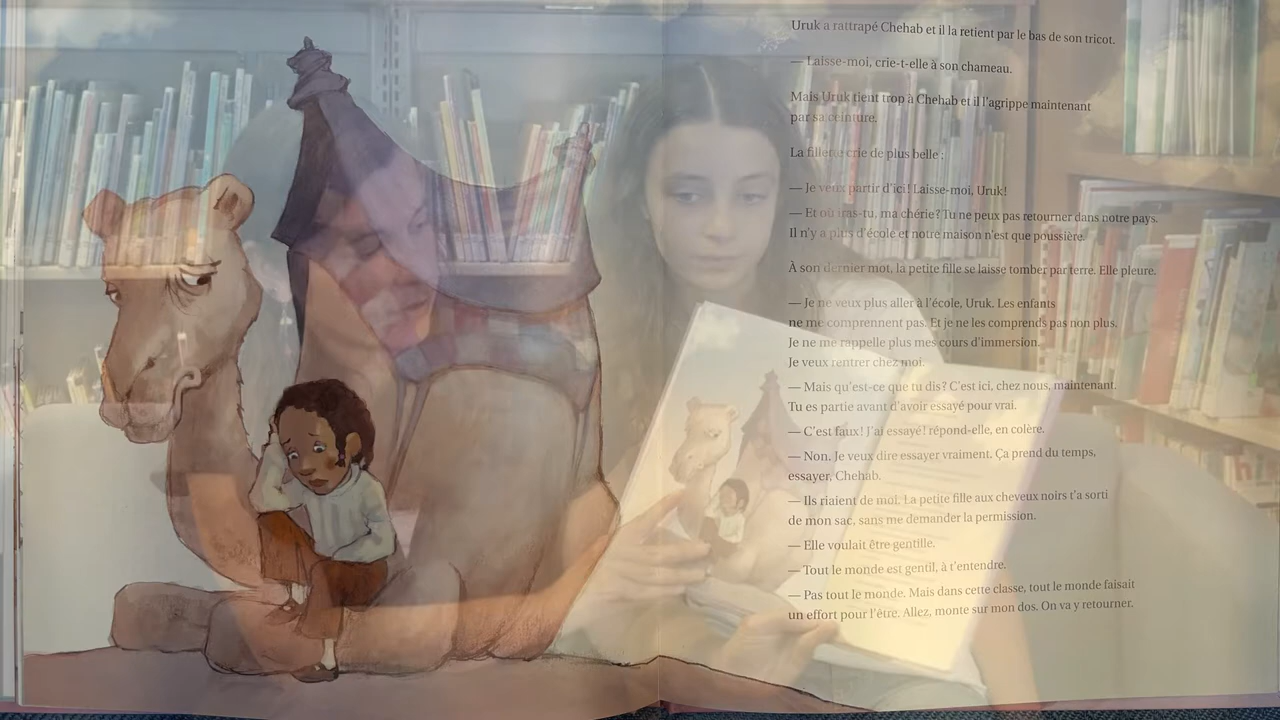 Uruk a rattrapé Chehab et il la retient par le bas de son tricot.
— Laisse-moi, crie-t-elle à son chameau.
Mais Uruk tient trop à Chehab et il l'agrippe maintenant
par sa ceinture.
La fillette crie de plus belle :
— Je veux partir d'ici! Laisse-moi, Uruk!
— Et où iras-tu, ma chérie? Tu ne peux pas retourner dans notre pays.
Il n'y a plus d'école et notre maison n'est que poussière.
À son dernier mot, la petite fille se laisse tomber par terre. Elle pleure.
— Je ne veux plus aller à l'école, Uruk. Les enfants
ne me comprennent pas. Et je ne les comprends pas non plus.
Je ne me rappelle plus mes cours d'immersion.
Je veux rentrer chez moi.
— Mais qu'est-ce que tu dis? C'est ici, chez nous, maintenant.
Tu es partie avant d'avoir essayé pour vrai.
— C'est faux! J'ai essayé! répond-elle, en colère.
— Non. Je veux dire essayer vraiment. Ça prend du temps,
essayer, Chehab.
— Ils riaient de moi. La petite fille aux cheveux noirs t'a sorti
de mon sac, sans me demander la permission.
— Elle voulait être gentille.
— Tout le monde est gentil, à t'entendre.
— Pas tout le monde. Mais dans cette classe, tout le monde faisait
un effort pour l'être. Allez, monte sur mon dos. On va y retourner.